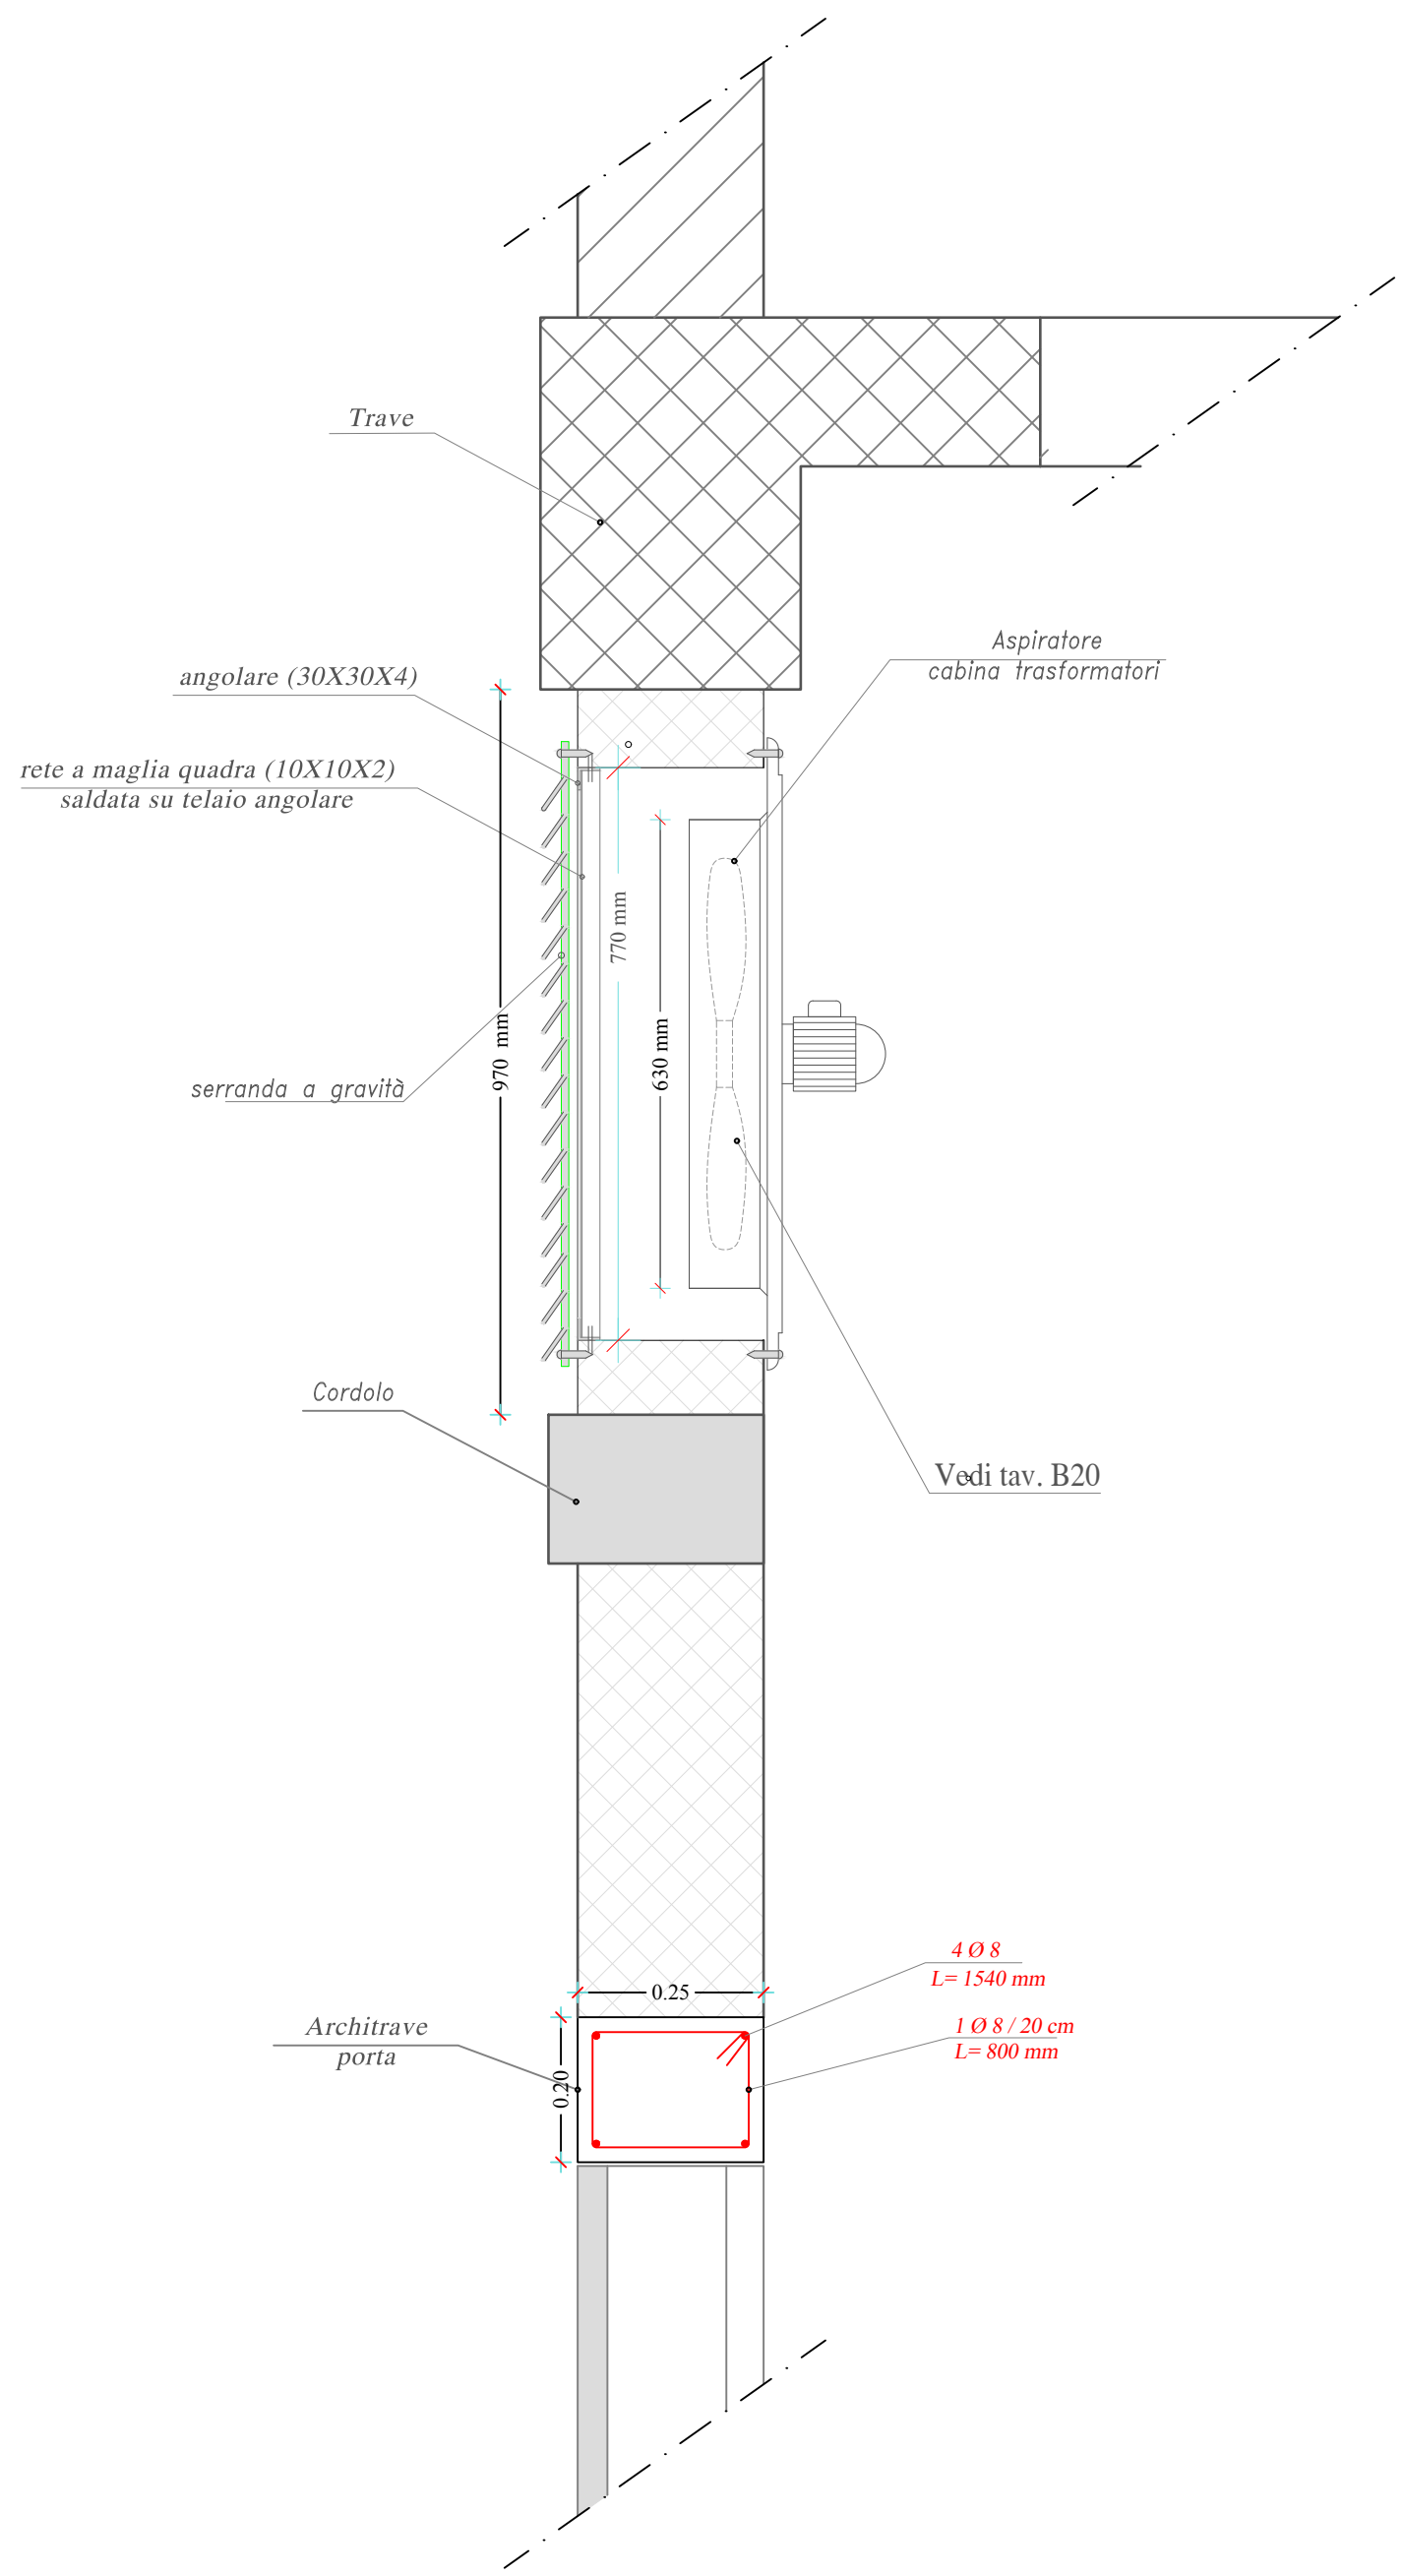 Trave
Aspiratore
cabina trasformatori
angolare (30X30X4)
rete a maglia quadra (10X10X2)
saldata su telaio angolare
770 mm
630 mm
970 mm
serranda a gravità
Cordolo
Vedi tav. B20
4 Ø 8
L= 1540 mm
0.25
1 Ø 8 / 20 cm
L= 800 mm
Architrave
porta
0.20